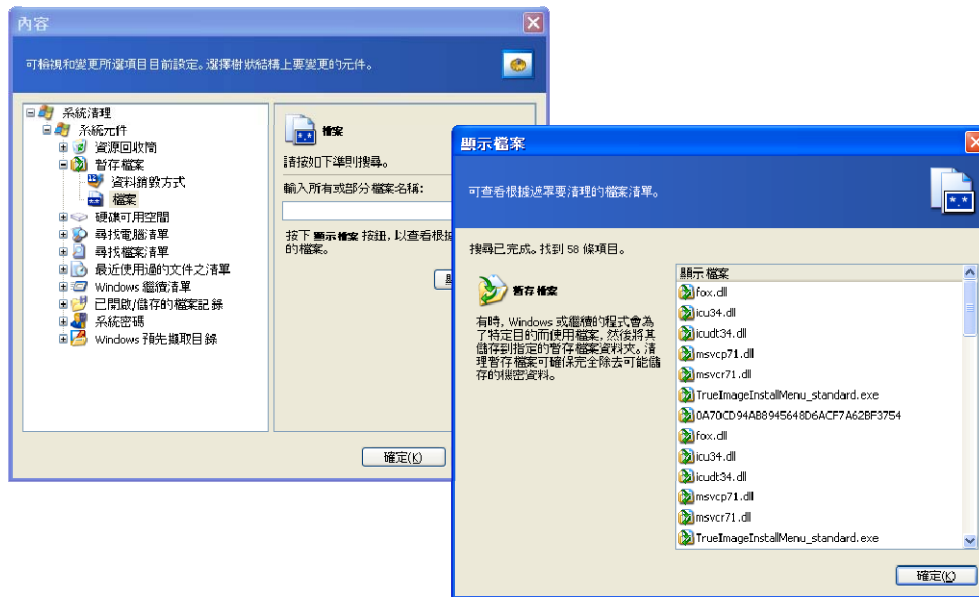 內容
可檢視和變更所選項目目前設定。選擇樹狀結構上要變更的元件。
系統清理
系統元件
資源回收筒
暫存檔案
資料銷毀方式
檔案
硬碟可用空間
尋找電腦清單
尋找檔案清單
最近使用過的文件之清單
Windows 繼續清單
已開啟/儲存的檔案記錄
系統密碼
Windows 預先擷取目錄
檔案
請按如下準則搜尋。
輸入所有或部分檔案名稱:
按下 顯示檔案 按鈕, 以查看根據
的檔案。
確定(K)
顯示檔案
可查看根據遮罩要清理的檔案清單。
搜尋已完成。找到 58 條項目。
暫存檔案
有時, Windows 或繼續的程式會為
了特定目的而使用檔案, 然後將其
儲存到指定的暫存檔案資料夾。清
理暫存檔案可確保完全除去可能儲
存的機密資料。
顯示檔案
fox.dll
icu34.dll
icudt34.dll
msvcp71.dll
msvcr71.dll
TrueImageInstallMenu_standard.exe
0A70CD94AB8945648D6ACF7A62BF3754
fox.dll
icu34.dll
icudt34.dll
msvcp71.dll
msvcr71.dll
TrueImageInstallMenu_standard.exe
確定(K)